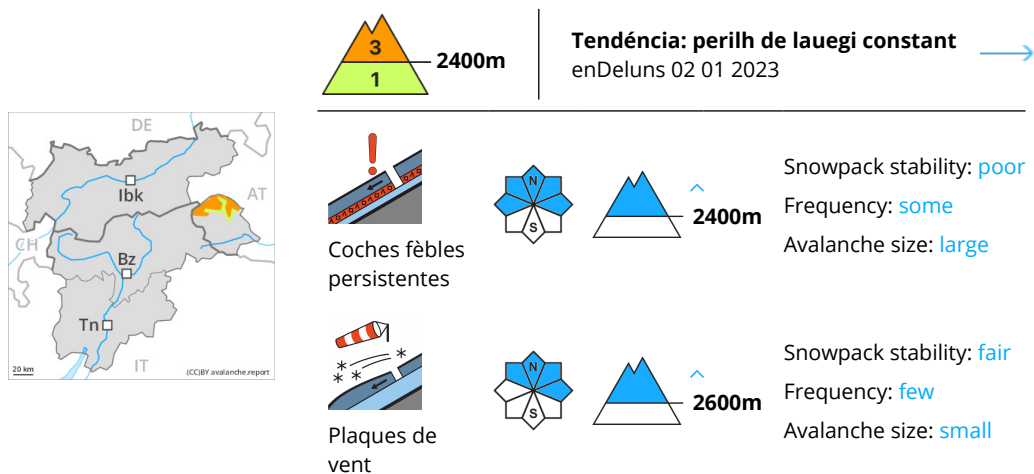 3
1
2400m
Tendéncia: perilh de lauegi constant
enDeluns 02 01 2023
DE
Ibk
AT
CH
Bz
Tn
IT
20 km
(CC)BY avalanche.report
N
S
2400m
Coches fèbles
persistentes
Snowpack stability: poor
Frequency: some
Avalanche size: large
N
S
2600m
Plaques de
vent
Snowpack stability: fair
Frequency: few
Avalanche size: small